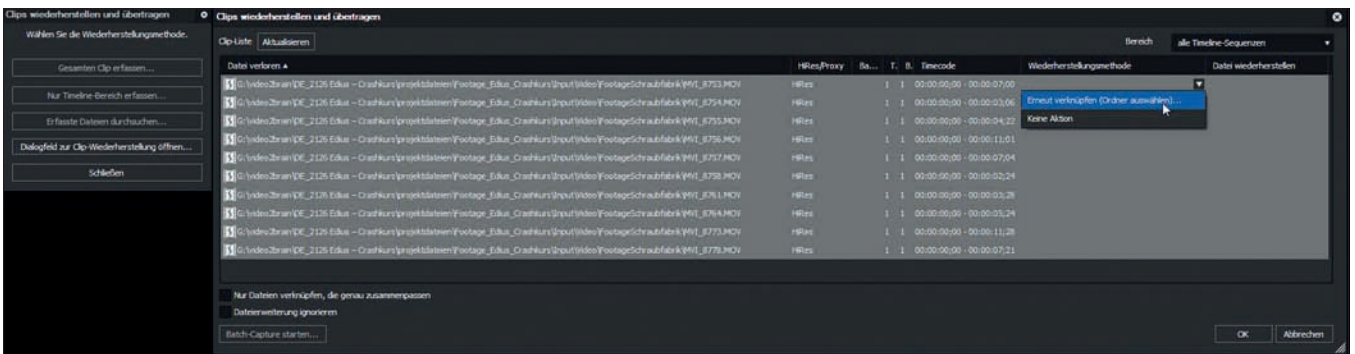 Clips wiederherstellen und übertragen
Wählen Sie die Wiederherstellungsmethode.
Gesamten Clip erfassen...
Nur Timeline-Bereich erfassen...
Erfasste Dateien durchsuchen...
Dialogfeld zur Clip-Wiederherstellung öffnen...
Schließen
Clips wiederherstellen und übertragen
Clip-Liste Aktualisieren Bereich alle Timeline-Sequenzen
Datei verloren HiRes/Proxy Ba... T. B. Timecode Wiederherstellungsmethode Datei wiederherstellen
G:\video2brain\DE_2126 Edius – Crashkurs\projektdateien\Footage_Edius_Crashkurs\Input\Video\FootageSchraubfabrik\MVI_8753.MOV HiRes 1 1 00:00:00;00 - 00:00:07;00
G:\video2brain\DE_2126 Edius – Crashkurs\projektdateien\Footage_Edius_Crashkurs\Input\Video\FootageSchraubfabrik\MVI_8754.MOV HiRes 1 1 00:00:00;00 - 00:00:03;06 Erneut verknüpfen (Ordner auswählen)...
G:\video2brain\DE_2126 Edius – Crashkurs\projektdateien\Footage_Edius_Crashkurs\Input\Video\FootageSchraubfabrik\MVI_8755.MOV HiRes 1 1 00:00:00;00 - 00:00:04;22 Keine Aktion
G:\video2brain\DE_2126 Edius – Crashkurs\projektdateien\Footage_Edius_Crashkurs\Input\Video\FootageSchraubfabrik\MVI_8756.MOV HiRes 1 1 00:00:00;00 - 00:00:11;01
G:\video2brain\DE_2126 Edius – Crashkurs\projektdateien\Footage_Edius_Crashkurs\Input\Video\FootageSchraubfabrik\MVI_8757.MOV HiRes 1 1 00:00:00;00 - 00:00:07;04
G:\video2brain\DE_2126 Edius – Crashkurs\projektdateien\Footage_Edius_Crashkurs\Input\Video\FootageSchraubfabrik\MVI_8758.MOV HiRes 1 1 00:00:00;00 - 00:00:02;24
G:\video2brain\DE_2126 Edius – Crashkurs\projektdateien\Footage_Edius_Crashkurs\Input\Video\FootageSchraubfabrik\MVI_8761.MOV HiRes 1 1 00:00:00;00 - 00:00:03;28
G:\video2brain\DE_2126 Edius – Crashkurs\projektdateien\Footage_Edius_Crashkurs\Input\Video\FootageSchraubfabrik\MVI_8764.MOV HiRes 1 1 00:00:00;00 - 00:00:05;24
G:\video2brain\DE_2126 Edius – Crashkurs\projektdateien\Footage_Edius_Crashkurs\Input\Video\FootageSchraubfabrik\MVI_8773.MOV HiRes 1 1 00:00:00;00 - 00:00:11;28
G:\video2brain\DE_2126 Edius – Crashkurs\projektdateien\Footage_Edius_Crashkurs\Input\Video\FootageSchraubfabrik\MVI_8778.MOV HiRes 1 1 00:00:00;00 - 00:00:07;21
Nur Dateien verknüpfen, die genau zusammenpassen
Dateierweiterung ignorieren
Batch-Capture starten... OK Abbrechen